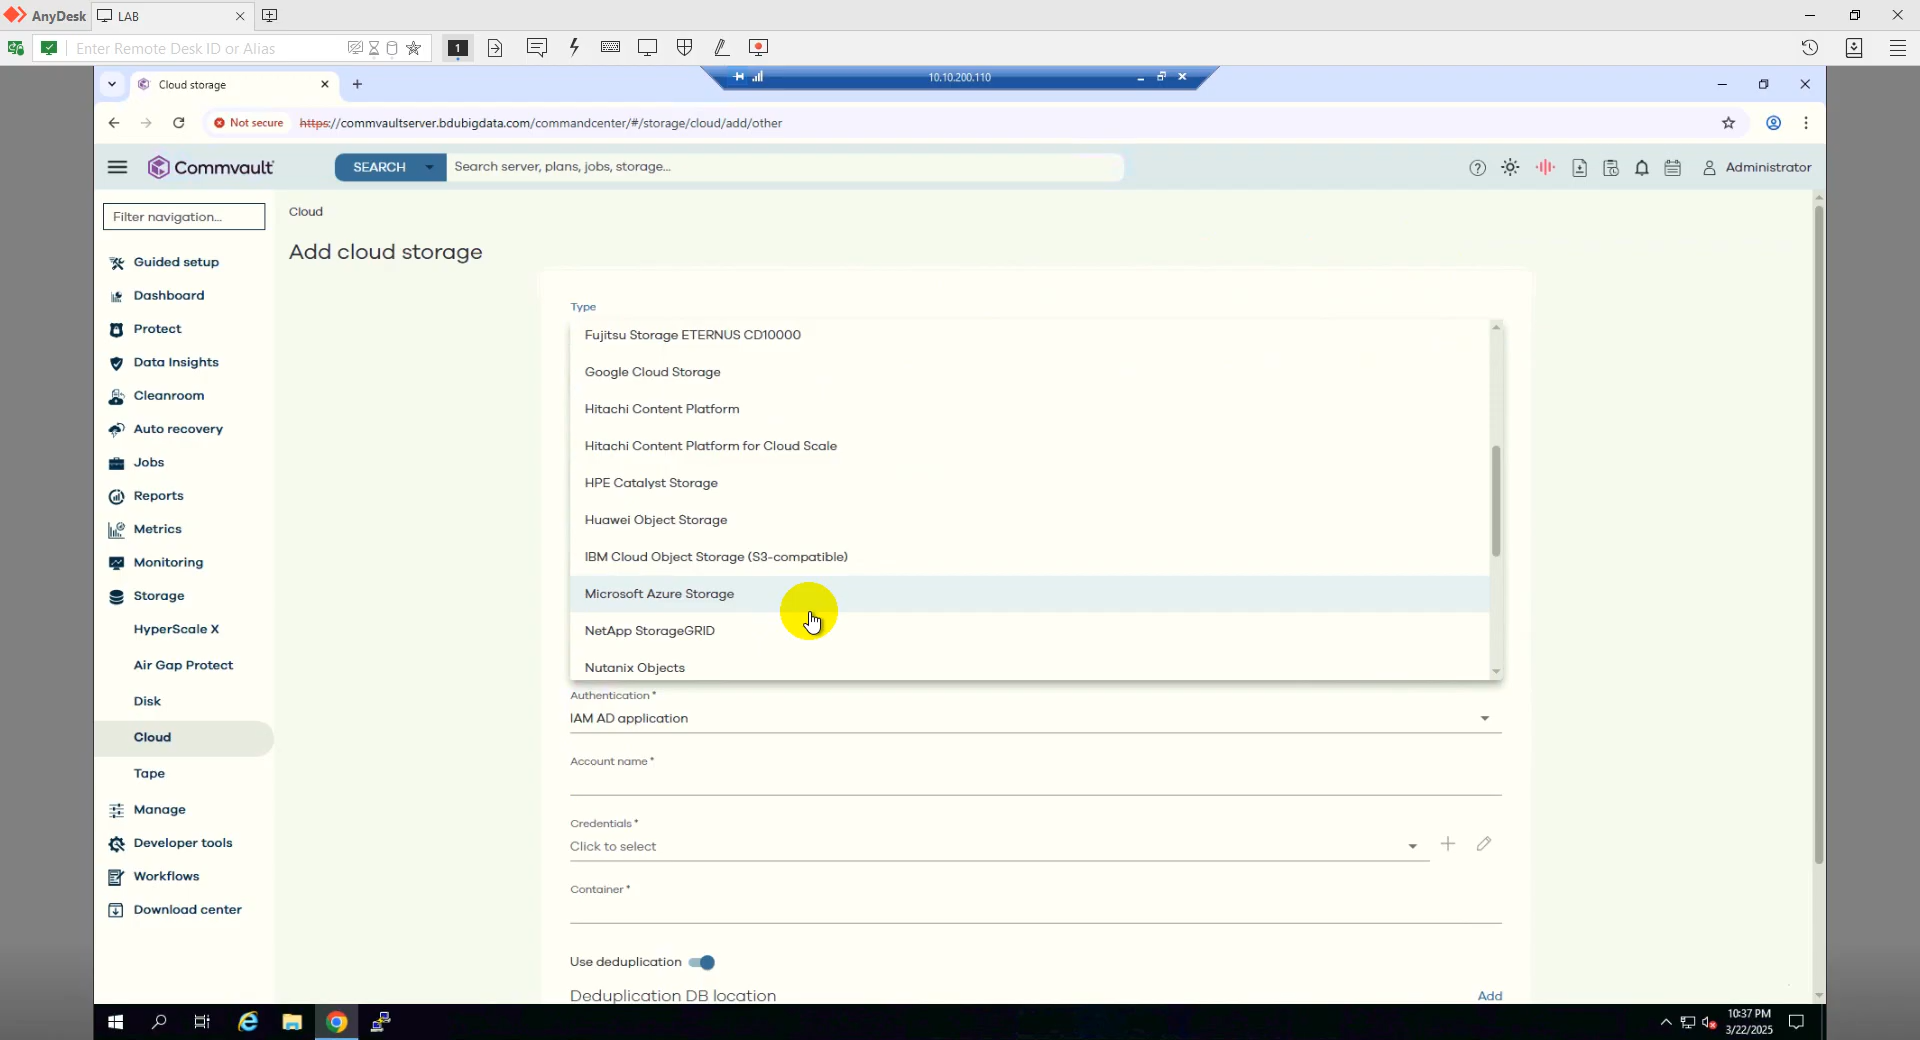 AnyDesk
LAB
Enter Remote Desk ID or Alias
1
Cloud storage
10.10.200.110
Not secure
https://commvaultserver.bdubigdata.com/commandcenter/#/storage/cloud/add/other
Commvault
SEARCH
Search server, plans, jobs, storage...
Administrator
Filter navigation...
Guided setup
Dashboard
Protect
Data Insights
Cleanroom
Auto recovery
Jobs
Reports
Metrics
Monitoring
Storage
HyperScale X
Air Gap Protect
Disk
Cloud
Tape
Manage
Developer tools
Workflows
Download center
Cloud
Add cloud storage
Type
Fujitsu Storage ETERNUS CD10000
Google Cloud Storage
Hitachi Content Platform
Hitachi Content Platform for Cloud Scale
HPE Catalyst Storage
Huawei Object Storage
IBM Cloud Object Storage (S3-compatible)
Microsoft Azure Storage
NetApp StorageGRID
Nutanix Objects
Authentication *
IAM AD application
Account name *
Credentials *
Click to select
Container *
Use deduplication
Deduplication DB location
Add
10:37 PM
3/22/2025